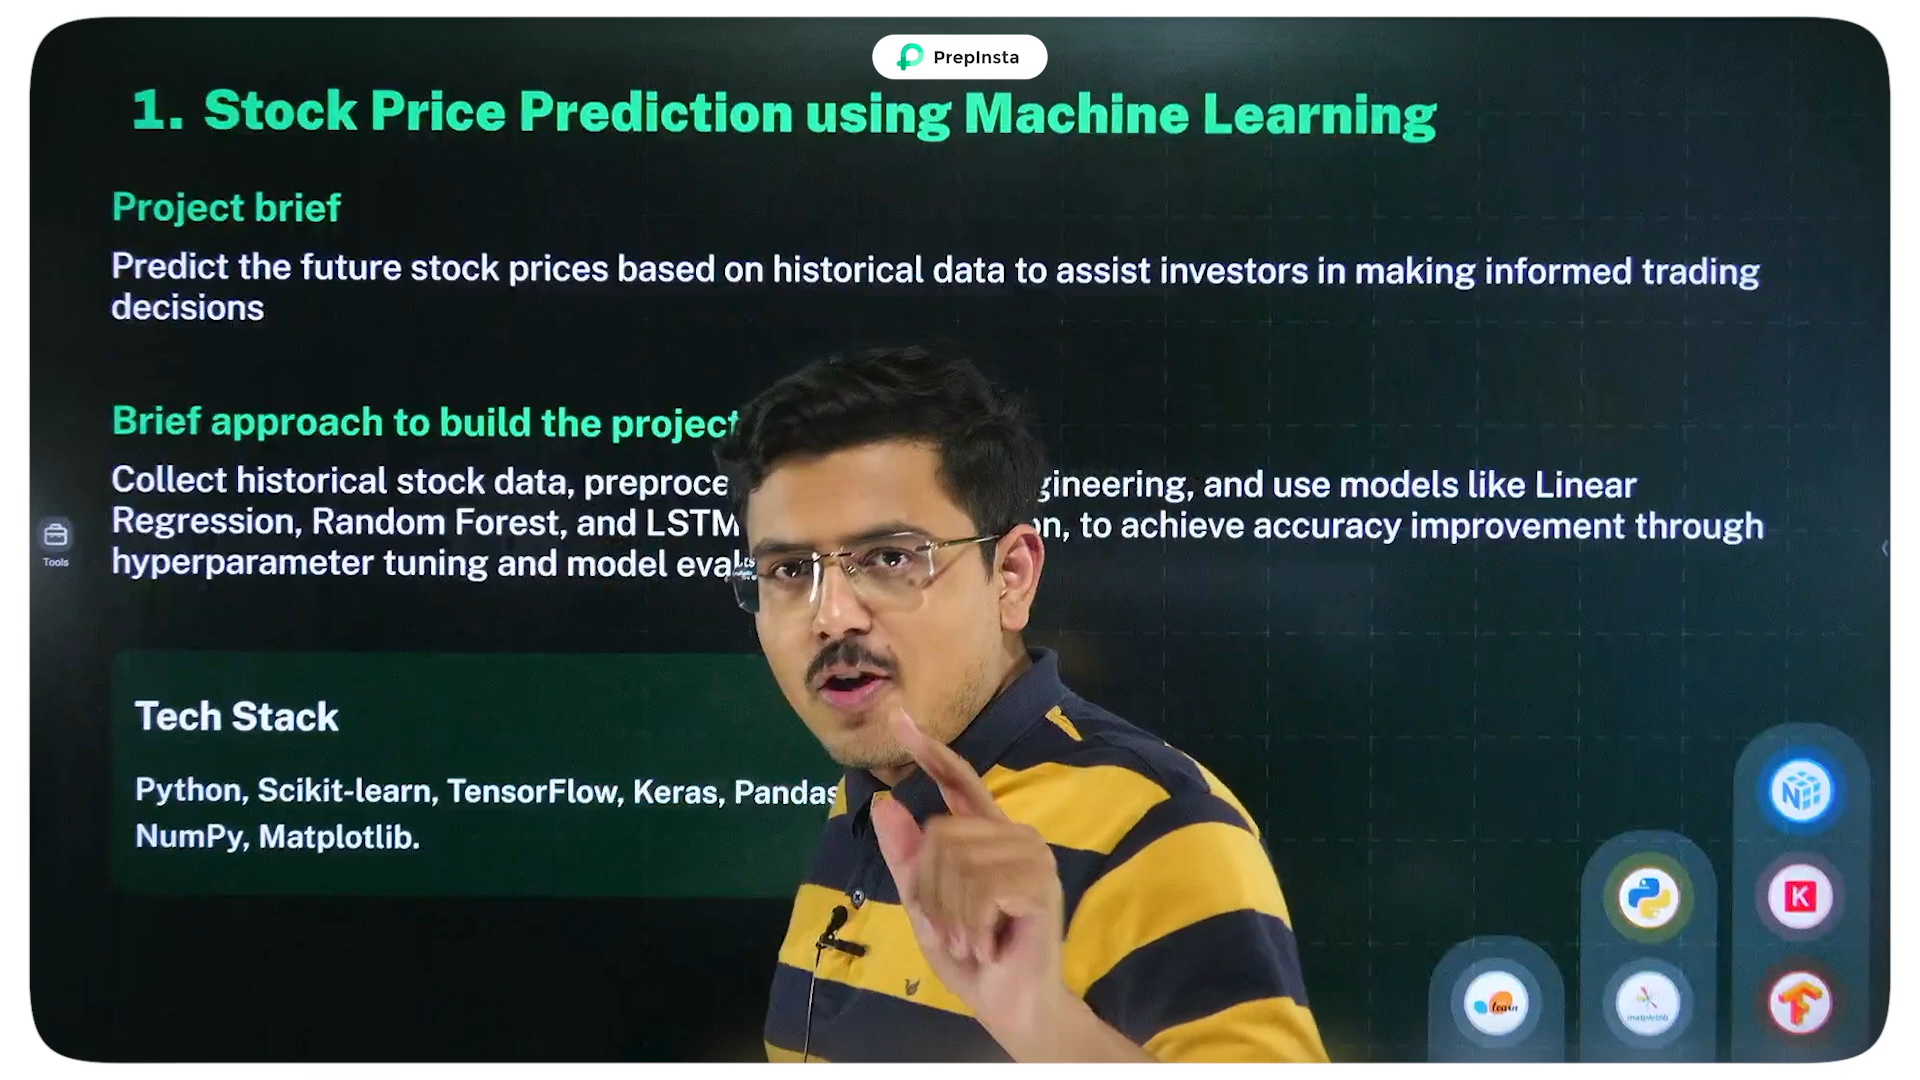 PrepInsta
1. Stock Price Prediction using Machine Learning
Project brief
Predict the future stock prices based on historical data to assist investors in making informed trading
decisions
Brief approach to build the project
Collect historical stock data, gineering, and use models like Linear
Regression, Random Forest, and LSTM n, to achieve accuracy improvement through
hyperparameter tuning and model
Tools
Tech Stack
Python, Scikit-learn, TensorFlow, Keras, Pandas
NumPy, Matplotlib.
N
K
learn
matplotlib